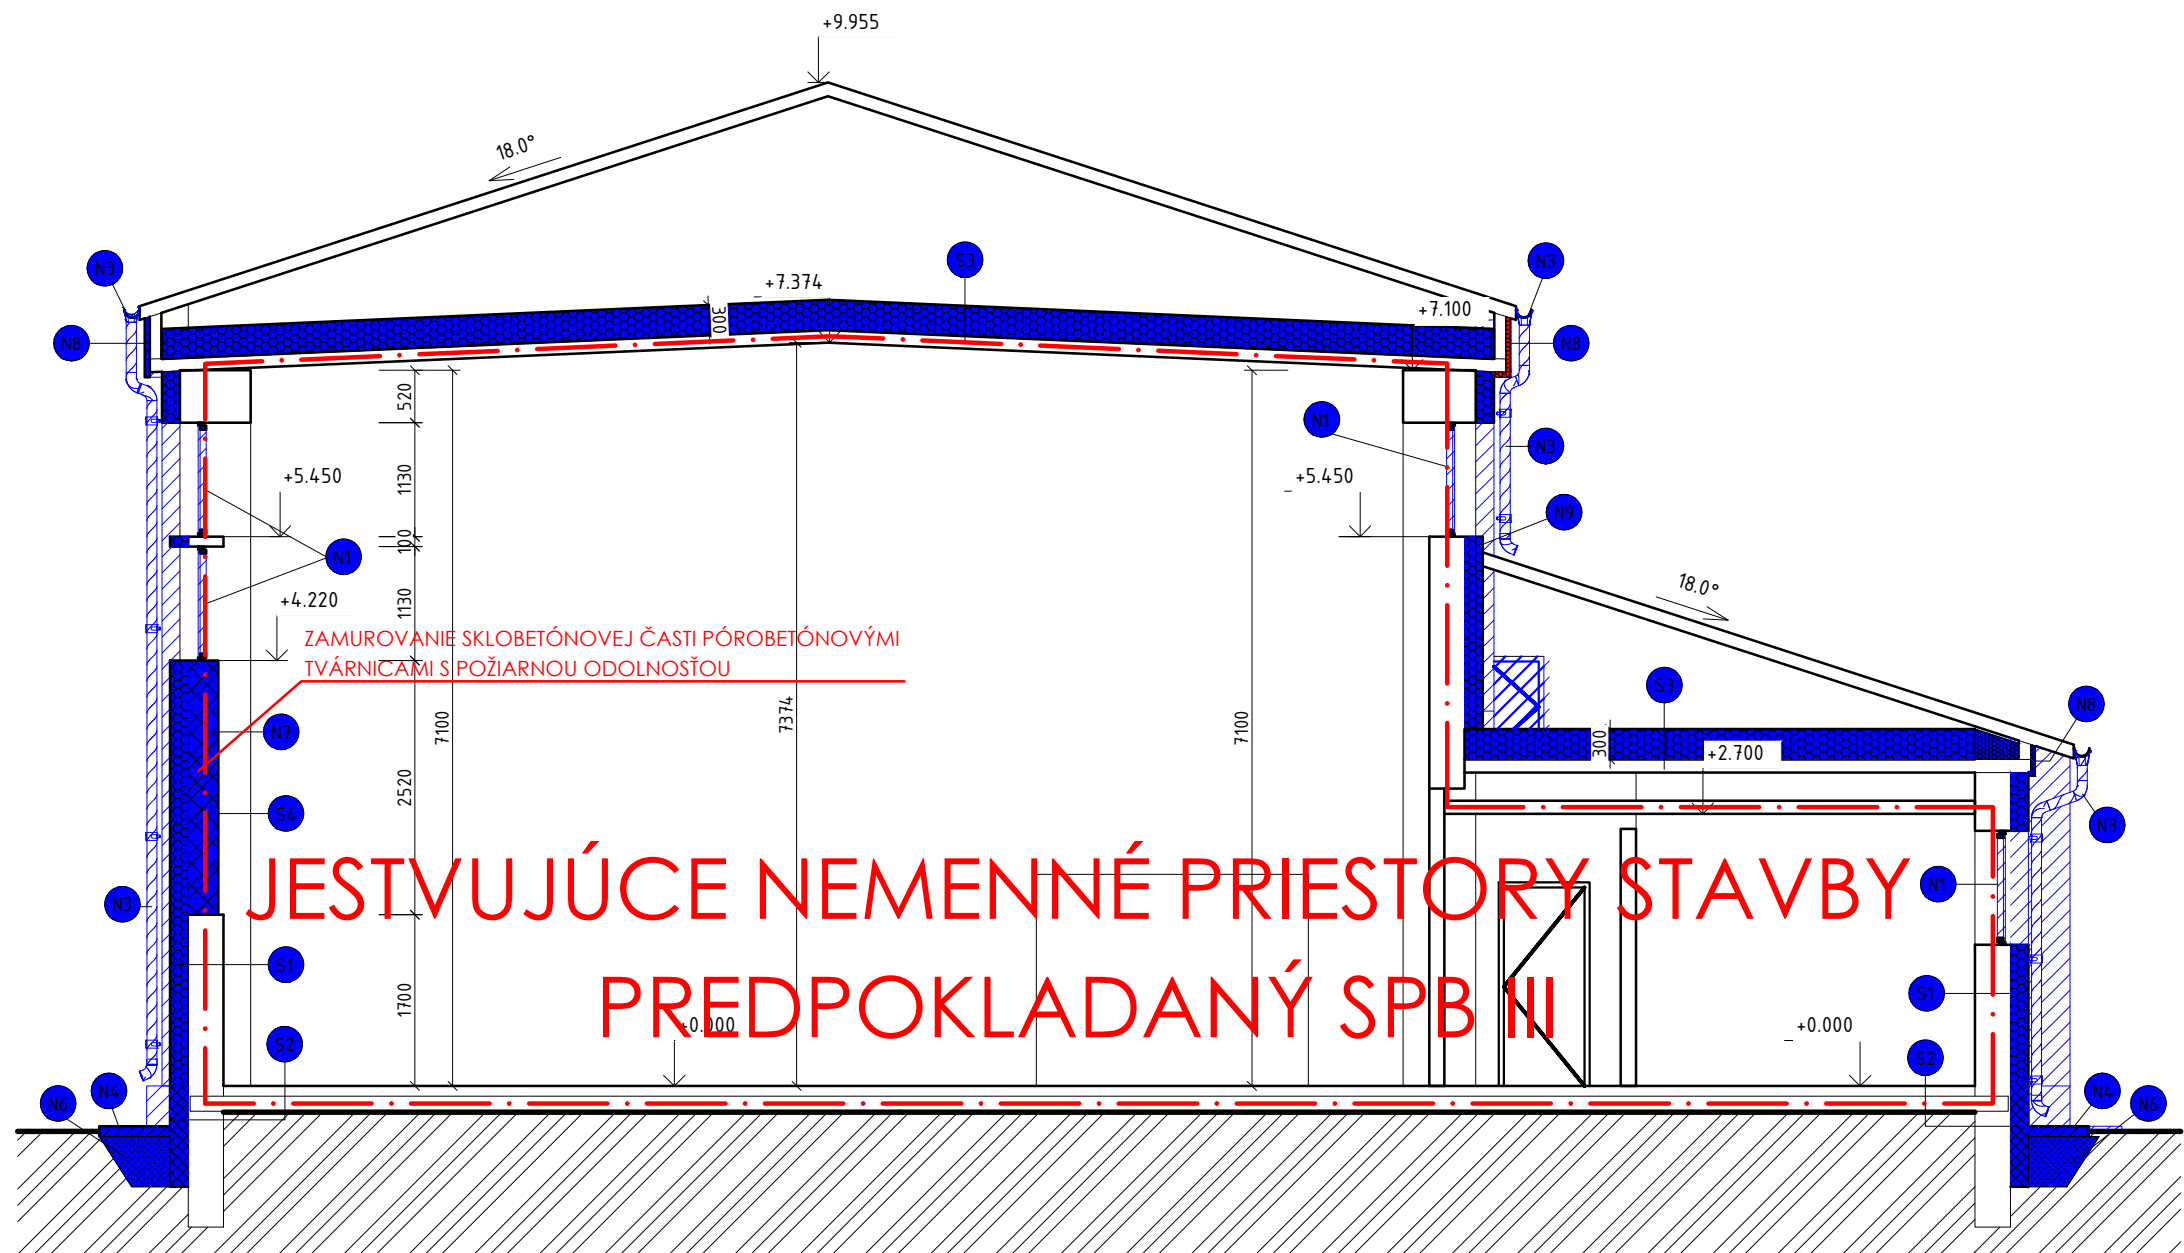 +9.955
18.0°
N3
S3
N3
+7.374
300
+7.100
N8
N8
520
N1
N3
+5.450
1130
+5.450
N9
100
N1
18.0°
+4.220
1130
ZAMUROVANIE SKLOBETÓNOVEJ ČASTI PÓROBETÓNOVÝMI
TVÁRNICAMI S POŽIARNOU ODOLNOSŤOU
S3
N8
N7
7100
7374
7100
300
+2.700
2520
S4
N3
JESTVUJÚCE NEMENNÉ PRIESTORY STAVBY
N1
N3
S1
1700
PREDPOKLADANÝ SPB III
S1
+0.000
+0.000
S2
S2
N6
N4
N4
N6